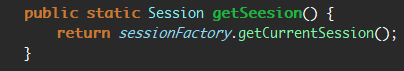 public static Session getSeesion() {
    return sessionFactory.getCurrentSession();
}